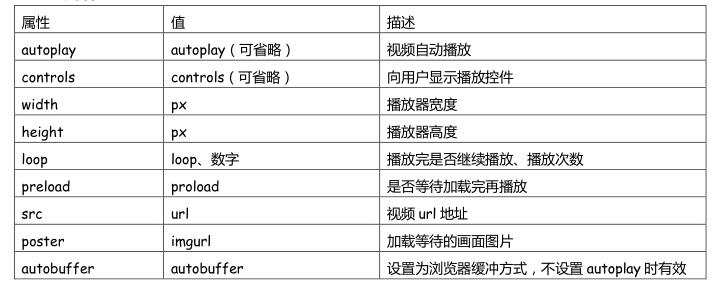 属性 值 描述
autoplay autoplay（可省略） 视频自动播放
controls controls（可省略） 向用户显示播放控件
width px 播放器宽度
height px 播放器高度
loop loop、数字 播放完是否继续播放、播放次数
preload proload 是否等待加载完再播放
src url 视频 url 地址
poster imgurl 加载等待的画面图片
autobuffer autobuffer 设置为浏览器缓冲方式，不设置 autoplay 时有效